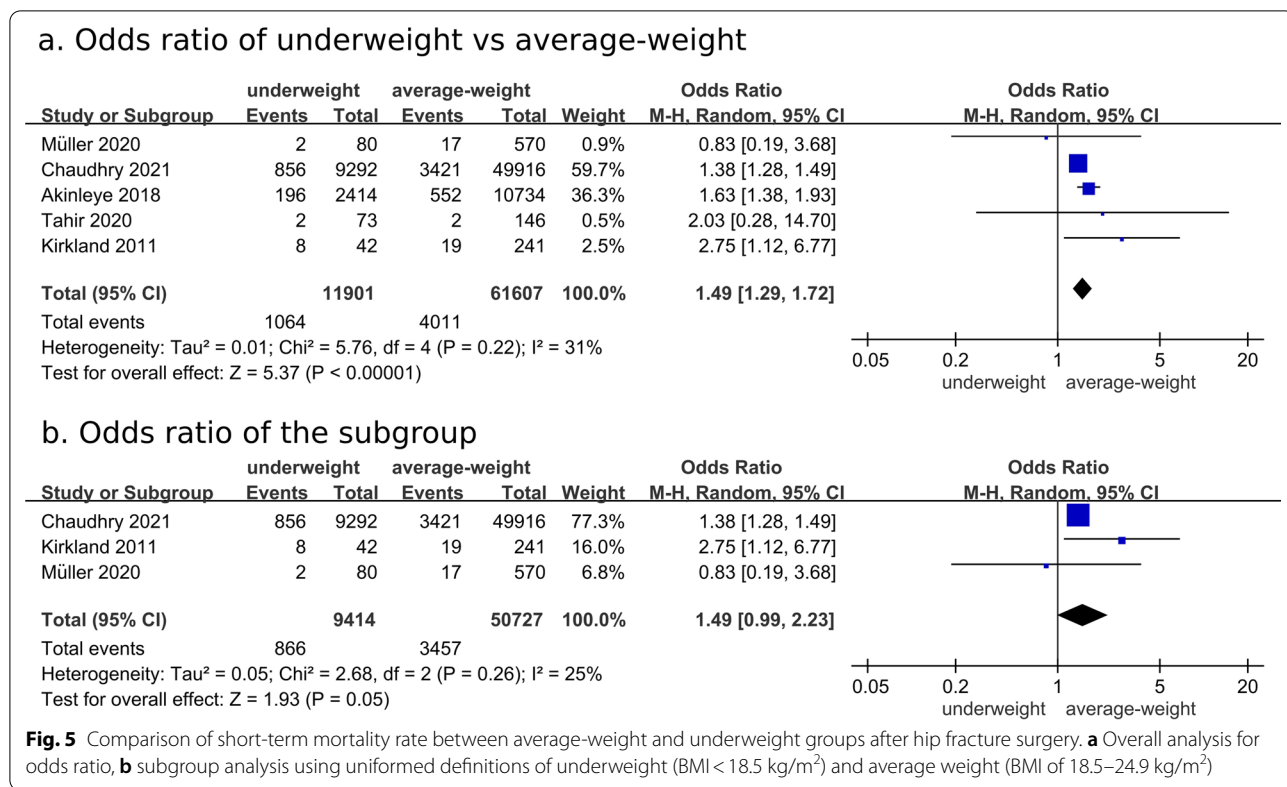 a. Odds ratio of underweight vs average-weight
underweight average-weight Odds Ratio Odds Ratio
Study or Subgroup Events Total Events Total Weight M-H, Random, 95% CI M-H, Random, 95% CI
Müller 2020 2 80 17 570 0.9% 0.83 [0.19, 3.68]
Chaudhry 2021 856 9292 3421 49916 59.7% 1.38 [1.28, 1.49]
Akinleye 2018 196 2414 552 10734 36.3% 1.63 [1.38, 1.93]
Tahir 2020 2 73 2 146 0.5% 2.03 [0.28, 14.70]
Kirkland 2011 8 42 19 241 2.5% 2.75 [1.12, 6.77]
Total (95% CI) 11901 61607 100.0% 1.49 [1.29, 1.72]
Total events 1064 4011
Heterogeneity: Tau² = 0.01; Chi² = 5.76, df = 4 (P = 0.22); I² = 31%
Test for overall effect: Z = 5.37 (P < 0.00001)
0.05 0.2 1 5 20
underweight average-weight
b. Odds ratio of the subgroup
underweight average-weight Odds Ratio Odds Ratio
Study or Subgroup Events Total Events Total Weight M-H, Random, 95% CI M-H, Random, 95% CI
Chaudhry 2021 856 9292 3421 49916 77.3% 1.38 [1.28, 1.49]
Kirkland 2011 8 42 19 241 16.0% 2.75 [1.12, 6.77]
Müller 2020 2 80 17 570 6.8% 0.83 [0.19, 3.68]
Total (95% CI) 9414 50727 100.0% 1.49 [0.99, 2.23]
Total events 866 3457
Heterogeneity: Tau² = 0.05; Chi² = 2.68, df = 2 (P = 0.26); I² = 25%
Test for overall effect: Z = 1.93 (P = 0.05)
0.05 0.2 1 5 20
underweight average-weight
Fig. 5 Comparison of short-term mortality rate between average-weight and underweight groups after hip fracture surgery. a Overall analysis for
odds ratio, b subgroup analysis using uniformed definitions of underweight (BMI < 18.5 kg/m²) and average weight (BMI of 18.5–24.9 kg/m²)